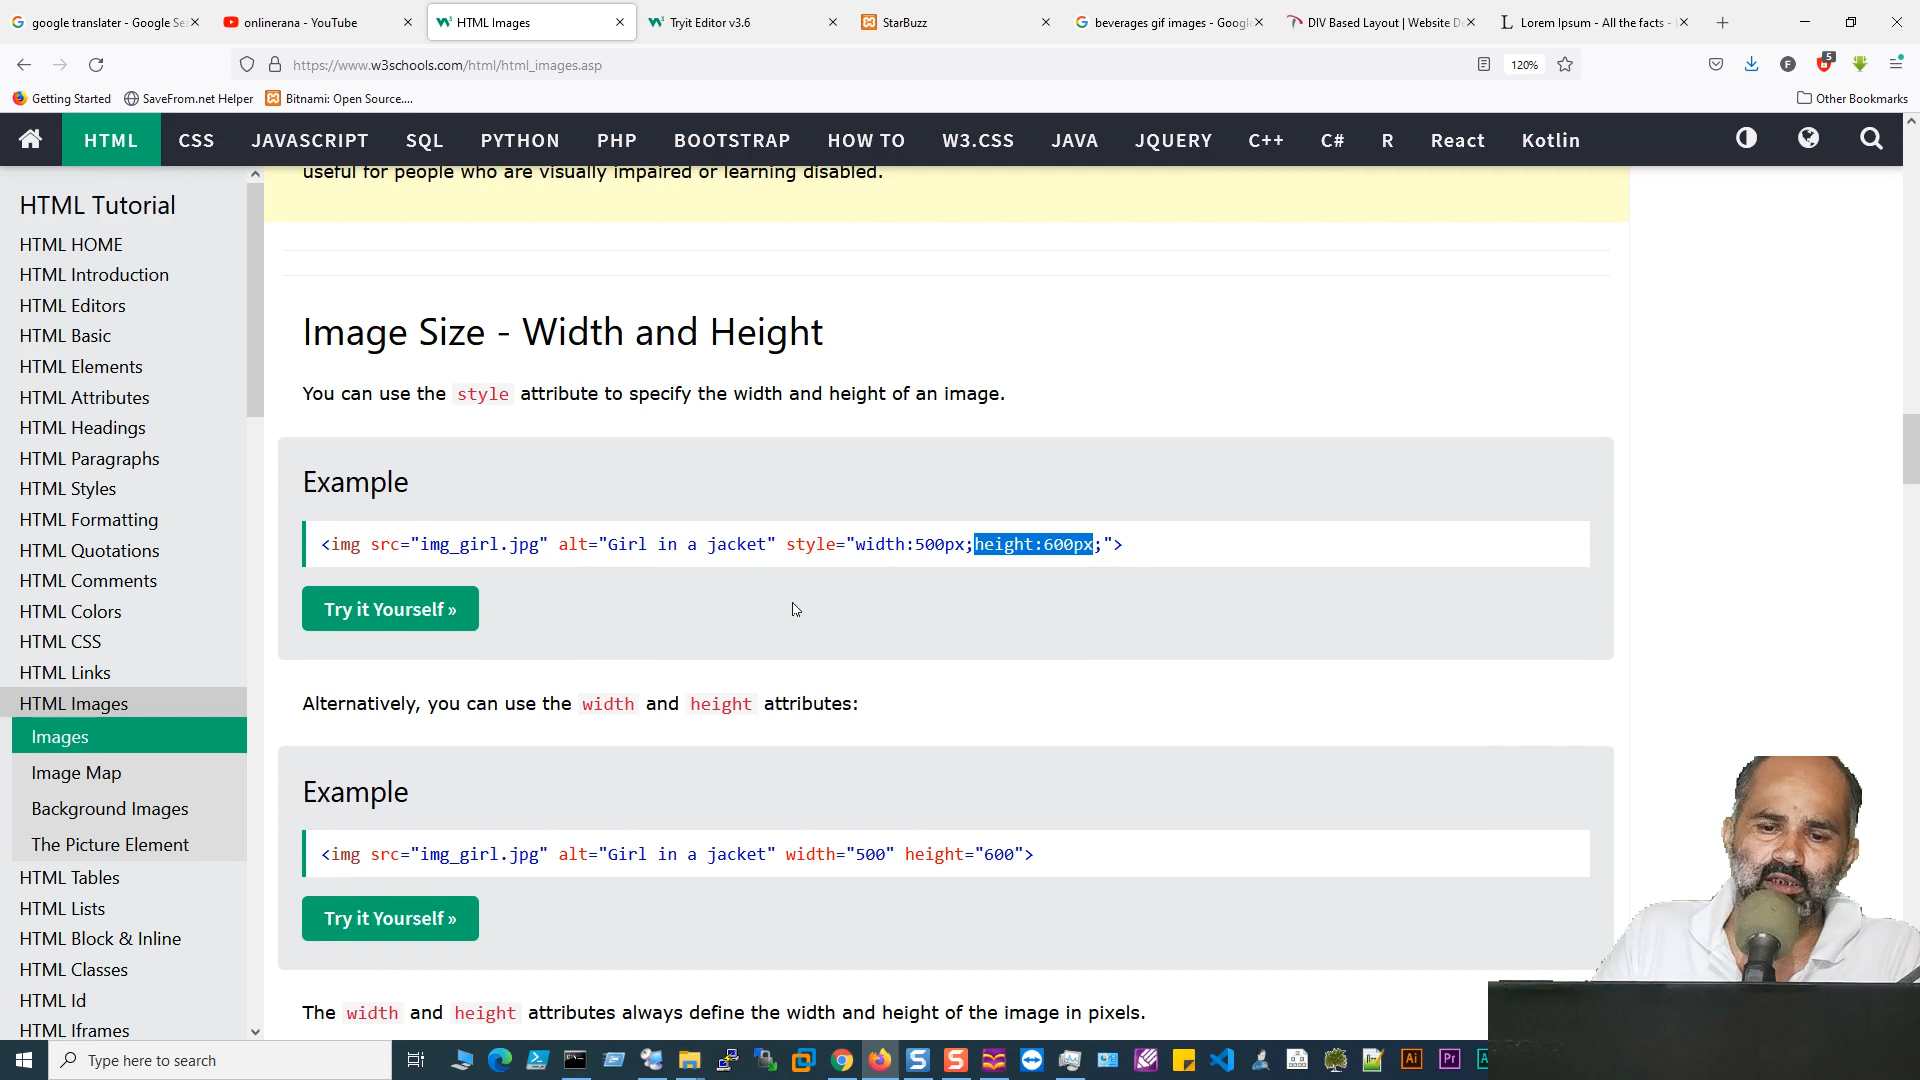 google translater - Google Se
onlinerana - YouTube
HTML Images
Tryit Editor v3.6
StarBuzz
beverages gif images - Google
DIV Based Layout | Website De
Lorem Ipsum - All the facts -
https://www.w3schools.com/html/html_images.asp
120%
5
Getting Started
SaveFrom.net Helper
Bitnami: Open Source....
Other Bookmarks
HTML
CSS
JAVASCRIPT
SQL
PYTHON
PHP
BOOTSTRAP
HOW TO
W3.CSS
JAVA
JQUERY
C++
C#
R
React
Kotlin
HTML Tutorial
HTML HOME
HTML Introduction
HTML Editors
HTML Basic
HTML Elements
HTML Attributes
HTML Headings
HTML Paragraphs
HTML Styles
HTML Formatting
HTML Quotations
HTML Comments
HTML Colors
HTML CSS
HTML Links
HTML Images
Images
Image Map
Background Images
The Picture Element
HTML Tables
HTML Lists
HTML Block & Inline
HTML Classes
HTML Id
HTML Iframes
useful for people who are visually impaired or learning disabled.
Image Size - Width and Height
You can use the style attribute to specify the width and height of an image.
Example
<img src="img_girl.jpg" alt="Girl in a jacket" style="width:500px;height:600px;">
Try it Yourself »
Alternatively, you can use the width and height attributes:
Example
<img src="img_girl.jpg" alt="Girl in a jacket" width="500" height="600">
Try it Yourself »
The width and height attributes always define the width and height of the image in pixels.
Type here to search
Ai
Pr